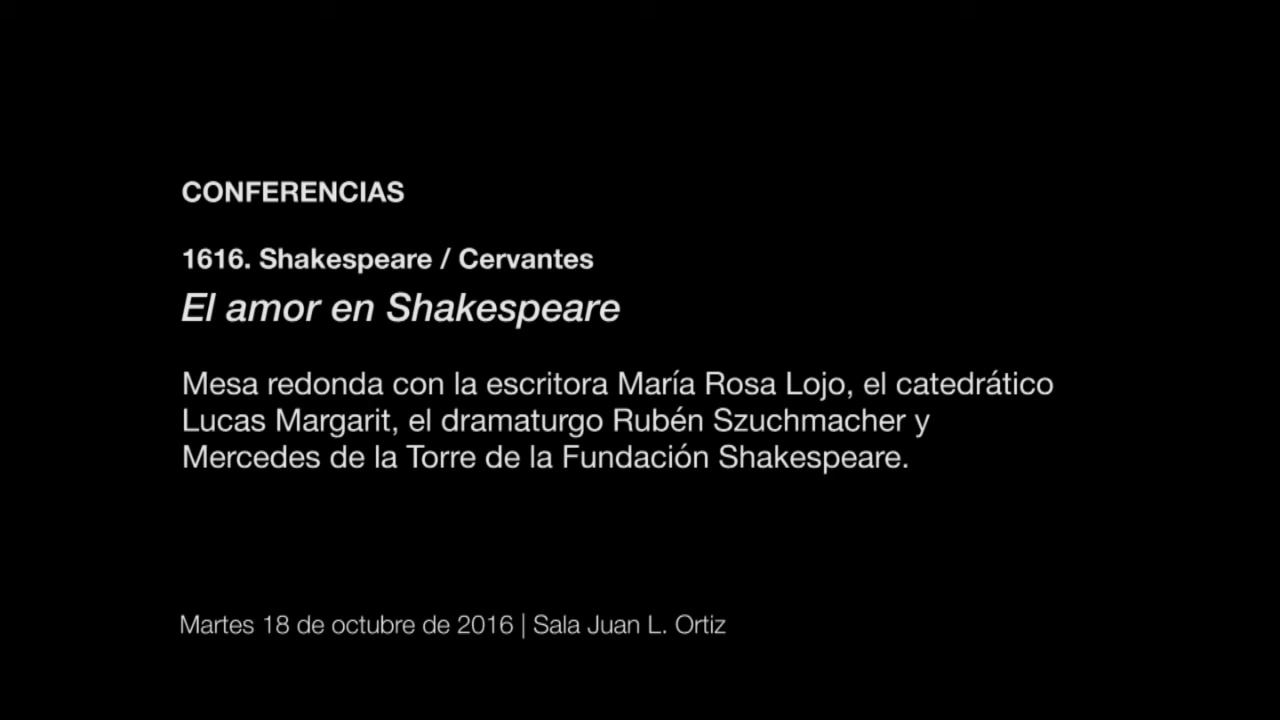 CONFERENCIAS
1616. Shakespeare / Cervantes
El amor en Shakespeare
Mesa redonda con la escritora María Rosa Lojo, el catedrático
Lucas Margarit, el dramaturgo Rubén Szuchmacher y
Mercedes de la Torre de la Fundación Shakespeare.
Martes 18 de octubre de 2016 | Sala Juan L. Ortiz